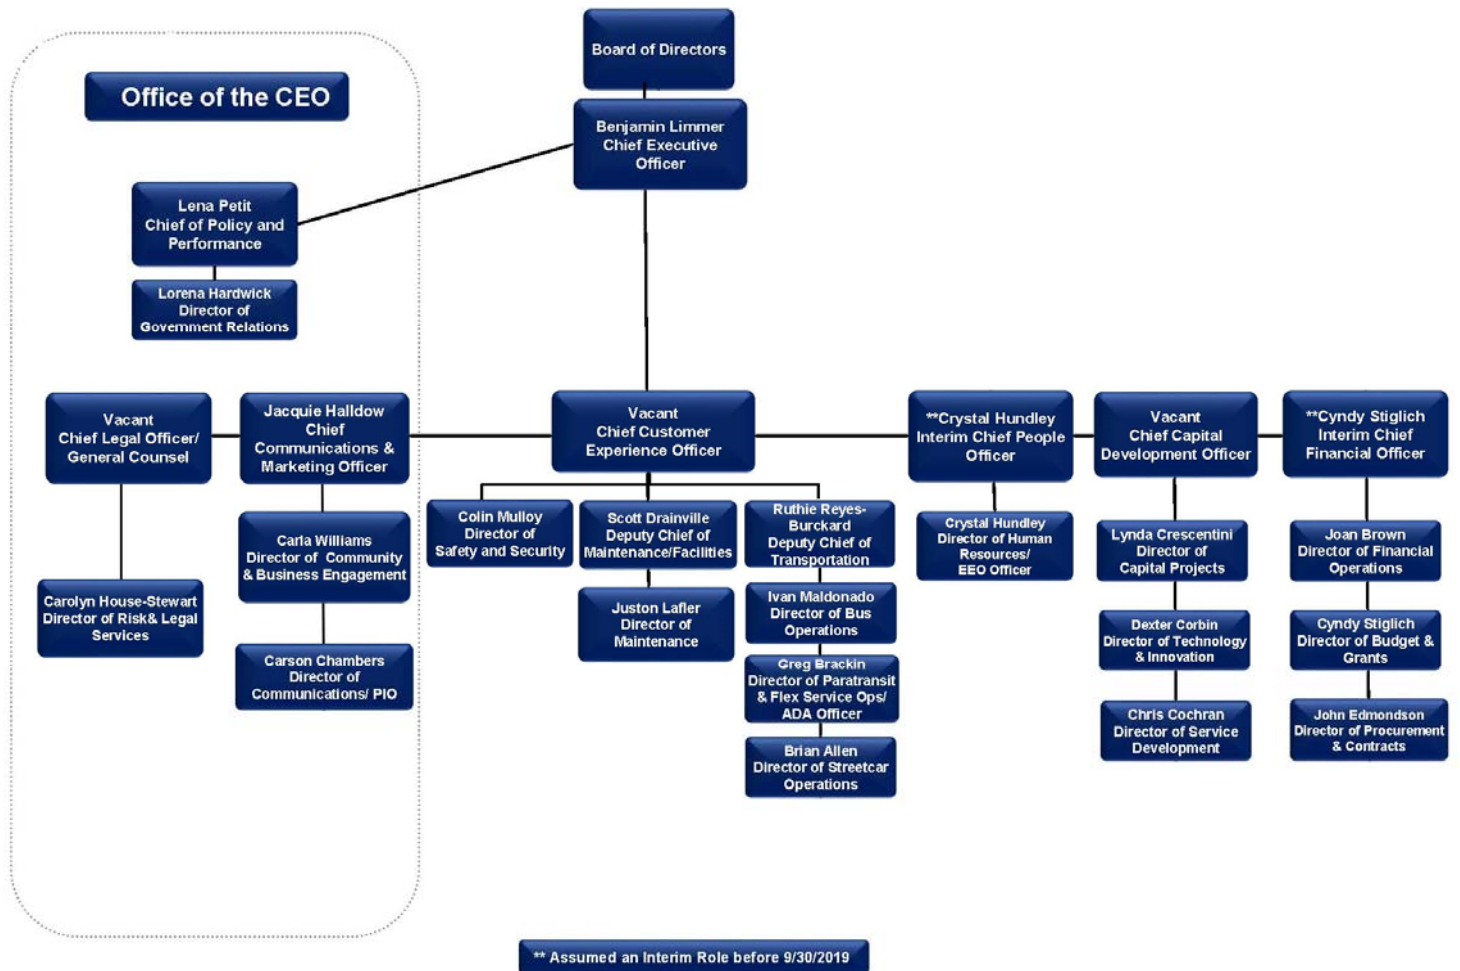 Board of Directors
Office of the CEO
Benjamin Limmer
Chief Executive
Officer
Lena Petit
Chief of Policy and
Performance
Lorena Hardwick
Director of
Government Relations
Vacant
Chief Legal Officer/
General Counsel
Jacquie Halldow
Chief
Communications &
Marketing Officer
Vacant
Chief Customer
Experience Officer
**Crystal Hundley
Interim Chief People
Officer
Vacant
Chief Capital
Development Officer
**Cyndy Stiglich
Interim Chief
Financial Officer
Carolyn House-Stewart
Director of Risk& Legal
Services
Carla Williams
Director of Community
& Business Engagement
Carson Chambers
Director of
Communications/ PIO
Colin Mulloy
Director of
Safety and Security
Scott Drainville
Deputy Chief of
Maintenance/Facilities
Juston Lafler
Director of
Maintenance
Ruthie Reyes-
Burckard
Deputy Chief of
Transportation
Ivan Maldonado
Director of Bus
Operations
Greg Brackin
Director of Paratransit
& Flex Service Ops/
ADA Officer
Brian Allen
Director of Streetcar
Operations
Crystal Hundley
Director of Human
Resources/
EEO Officer
Lynda Crescentini
Director of
Capital Projects
Dexter Corbin
Director of Technology
& Innovation
Chris Cochran
Director of Service
Development
Joan Brown
Director of Financial
Operations
Cyndy Stiglich
Director of Budget &
Grants
John Edmondson
Director of Procurement
& Contracts
** Assumed an Interim Role before 9/30/2019